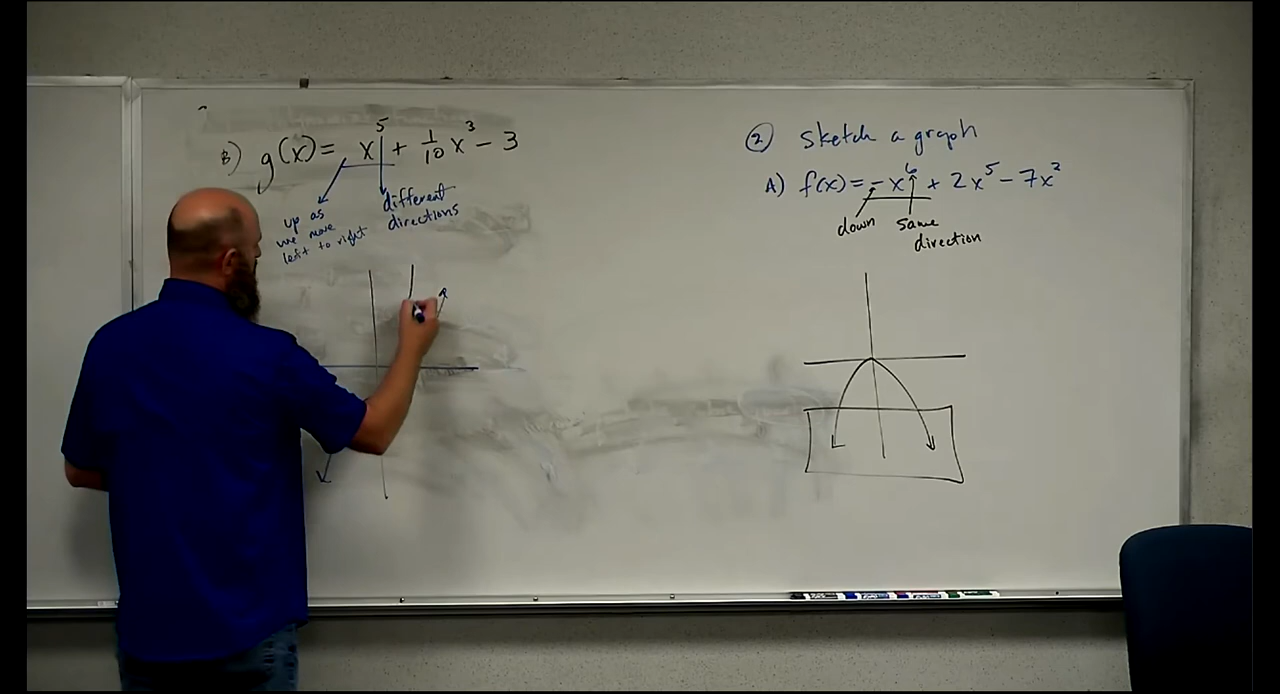 B) g(x) = x⁵ + 1/10 x³ - 3
up as
we move
left to right
different
directions
② sketch a graph
A) f(x) = -x⁶ + 2x⁵ - 7x²
down
same
direction